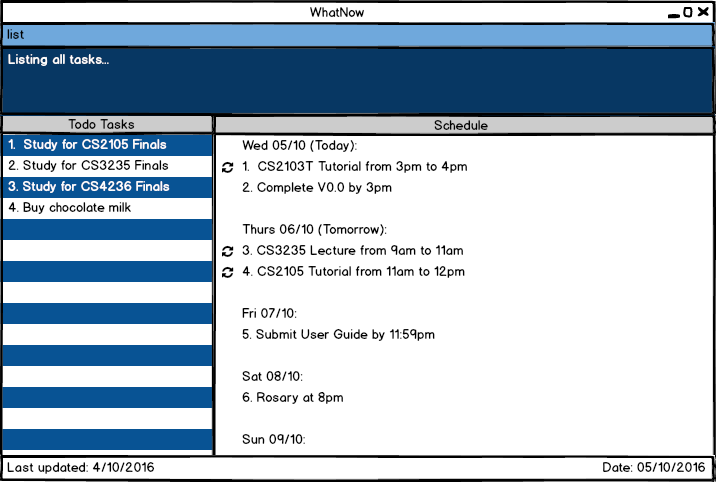 WhatNow
list
Listing all tasks...
Todo Tasks
1. Study for CS2105 Finals
2. Study for CS3235 Finals
3. Study for CS4236 Finals
4. Buy chocolate milk
Schedule
Wed 05/10 (Today):
1. CS2103T Tutorial from 3pm to 4pm
2. Complete V0.0 by 3pm
Thurs 06/10 (Tomorrow):
3. CS3235 Lecture from 9am to 11am
4. CS2105 Tutorial from 11am to 12pm
Fri 07/10:
5. Submit User Guide by 11:59pm
Sat 08/10:
6. Rosary at 8pm
Sun 09/10:
Last updated: 4/10/2016
Date: 05/10/2016